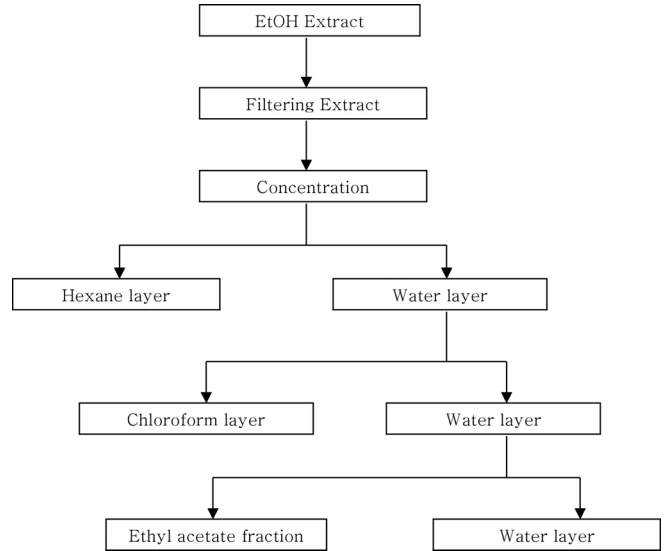 EtOH Extract
Filtering Extract
Concentration
Hexane layer
Water layer
Chloroform layer
Water layer
Ethyl acetate fraction
Water layer